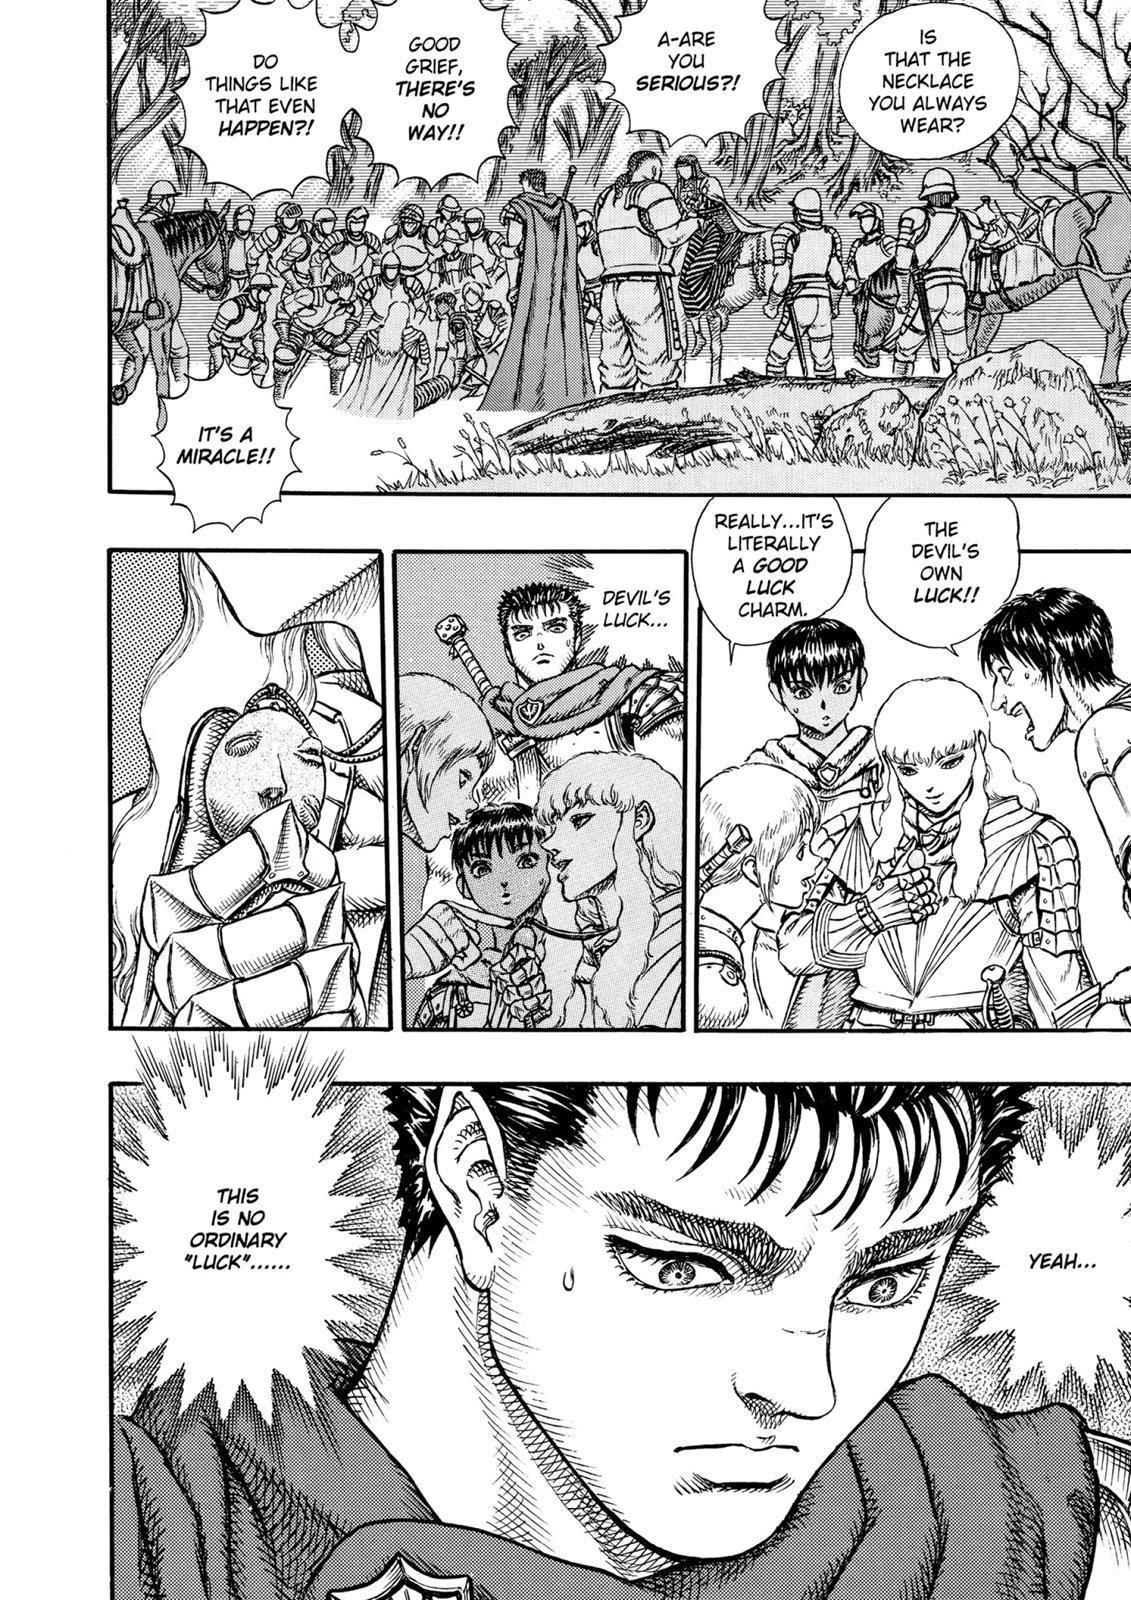 IS
THAT THE
NECKLACE
YOU ALWAYS
WEAR?
A-ARE
YOU
SERIOUS?!
GOOD
GRIEF,
THERE'S
NO
WAY!!
DO
THINGS LIKE
THAT EVEN
HAPPEN?!
IT'S A
MIRACLE!!
THE
DEVIL'S
OWN
LUCK!!
REALLY...IT'S
LITERALLY
A GOOD
LUCK
CHARM.
DEVIL'S
LUCK...
YEAH...
THIS
IS NO
ORDINARY
"LUCK"......